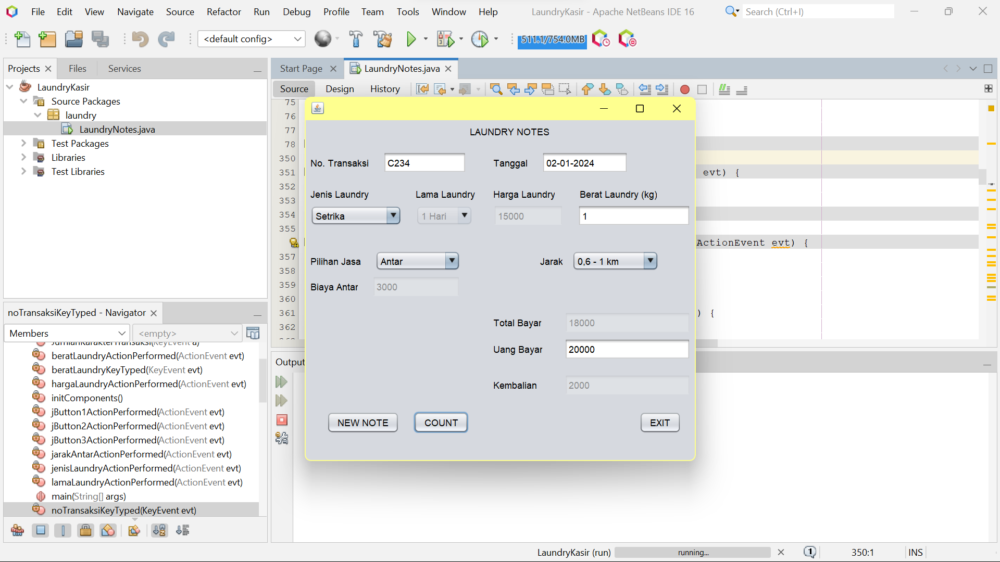 File Edit View Navigate Source Refactor Run Debug Profile Team Tools Window Help LaundryKasir - Apache NetBeans IDE 16 Search (Ctrl+I)
<default config> 511.1/754.0MB
Projects Files Services
LaundryKasir
Source Packages
laundry
LaundryNotes.java
Test Packages
Libraries
Test Libraries
Start Page LaundryNotes.java
Source Design History
75
76
77
78
350
351 evt) {
352
353
354
355
ActionEvent evt) {
357
358
359
360
361 ) {
362
LAUNDRY NOTES
No. Transaksi C234 Tanggal 02-01-2024
Jenis Laundry Lama Laundry Harga Laundry Berat Laundry (kg)
Setrika 1 Hari 15000 1
Pilihan Jasa Antar Jarak 0,6 - 1 km
Biaya Antar 3000
Total Bayar 18000
Uang Bayar 20000
Kembalian 2000
NEW NOTE COUNT EXIT
noTransaksiKeyTyped - Navigator
Members <empty>
beratLaundryActionPerformed(ActionEvent evt)
beratLaundryKeyTyped(KeyEvent evt)
hargaLaundryActionPerformed(ActionEvent evt)
initComponents()
jButton1ActionPerformed(ActionEvent evt)
jButton2ActionPerformed(ActionEvent evt)
jButton3ActionPerformed(ActionEvent evt)
jarakAntarActionPerformed(ActionEvent evt)
jenisLaundryActionPerformed(ActionEvent evt)
lamaLaundryActionPerformed(ActionEvent evt)
main(String[] args)
noTransaksiKeyTyped(KeyEvent evt)
Output
LaundryKasir (run) running... 1 350:1 INS